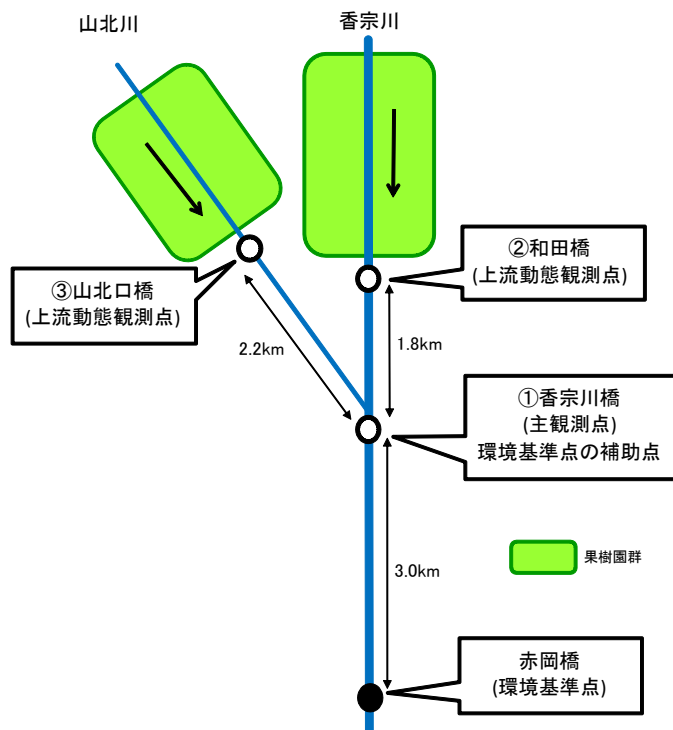 山北川
香宗川
②和田橋
(上流動態観測点)
③山北口橋
(上流動態観測点)
2.2km
1.8km
①香宗川橋
(主観測点)
環境基準点の補助点
果樹園群
3.0km
赤岡橋
(環境基準点)